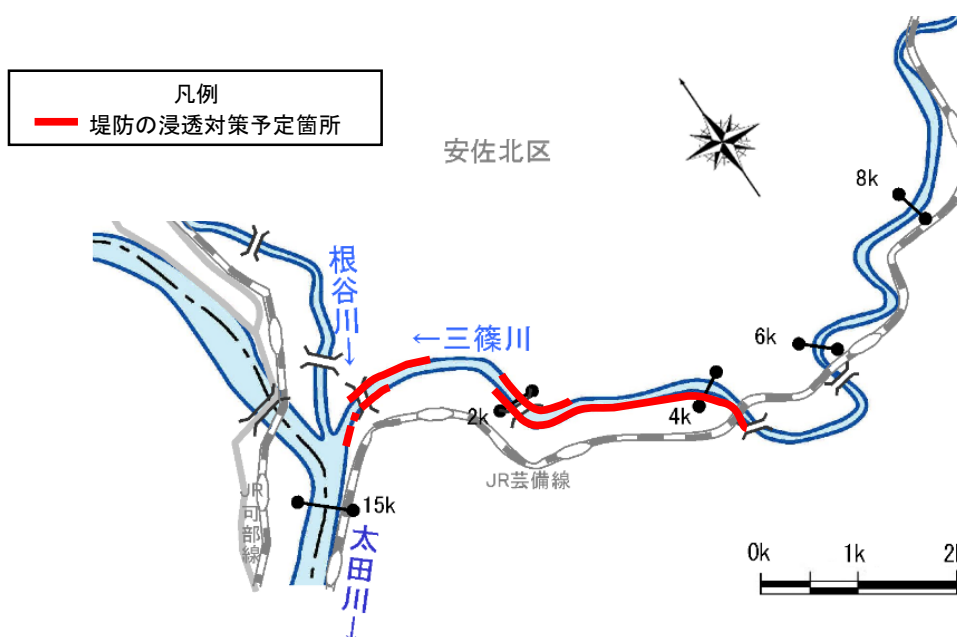 凡例
堤防の浸透対策予定箇所
安佐北区
8k
根谷川↓
←三篠川
6k
2k
4k
JR芸備線
JR可部線
15k
太田川↓
0k
1k
2k